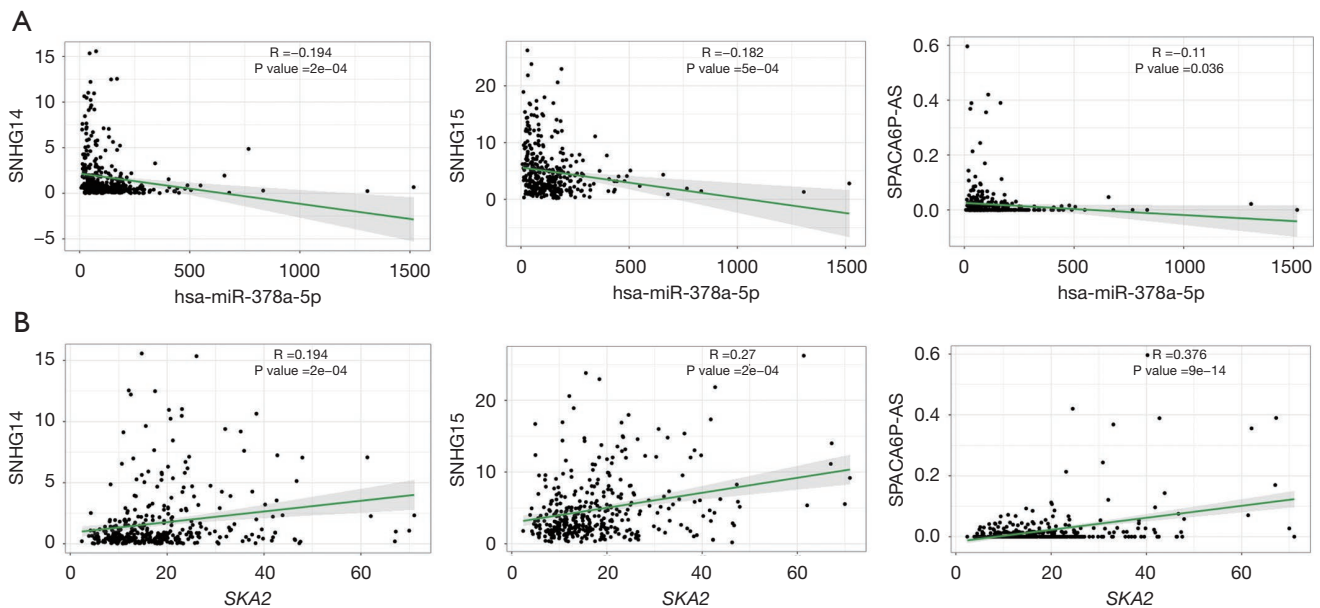 A
R =−0.194
P value =2e−04
15
10
5
0
−5
SNHG14
0
500
1000
1500
hsa-miR-378a-5p
R =−0.182
P value =5e−04
20
10
0
SNHG15
0
500
1000
1500
hsa-miR-378a-5p
R =−0.11
P value =0.036
0.6
0.4
0.2
0.0
SPACA6P-AS
0
500
1000
1500
hsa-miR-378a-5p
B
R =0.194
P value =2e−04
15
10
5
0
SNHG14
0
20
40
60
SKA2
R =0.27
P value =2e−04
20
10
0
SNHG15
0
20
40
60
SKA2
R =0.376
P value =9e−14
0.6
0.4
0.2
0.0
SPACA6P-AS
0
20
40
60
SKA2